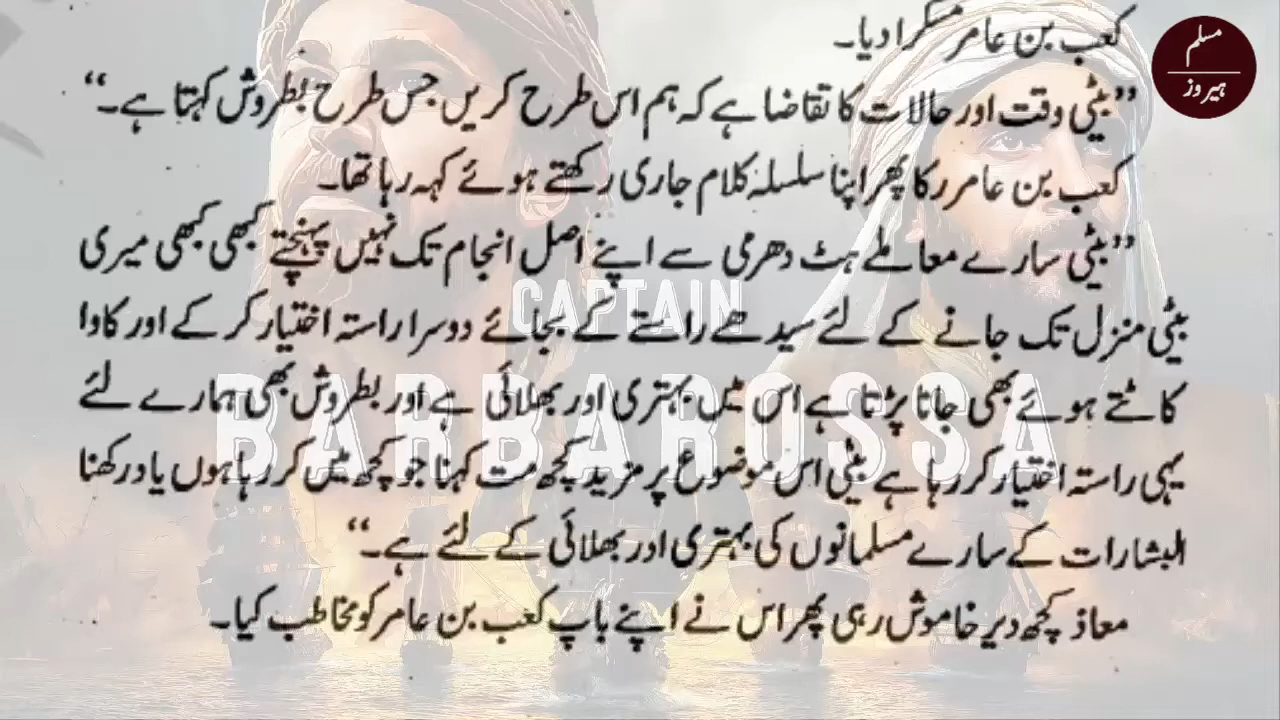 کعب بن عامر مسکرا دیا۔
مسلم
ہیروز
’’بیٹی وقت اور حالات کا تقاضا ہے کہ ہم اس طرح کریں جس طرح بطروش کہتا ہے۔‘‘
کعب بن عامر رکا پھر اپنا سلسلہ کلام جاری رکھتے ہوئے کہہ رہا تھا۔
’’بیٹی سارے معاملے ہٹ دھرمی سے اپنے اصل انجام تک نہیں پہنچتے کبھی کبھی میری
بیٹی منزل تک جانے کے لئے سیدھے راستے کے بجائے دوسرا راستہ اختیار کر کے اور کاوا
کاٹتے ہوئے بھی جانا پڑتا ہے اس میں بہتری اور بھلائی ہے اور بطروش بھی ہمارے لئے
یہی راستہ اختیار کر رہا ہے بیٹی اس موضوع پر مزید کچھ مت کہنا جو کچھ میں کر رہا ہوں یاد رکھنا
البشارات کے سارے مسلمانوں کی بہتری اور بھلائی کے لئے ہے۔‘‘
معاذ کچھ دیر خاموش رہی پھر اس نے اپنے باپ کعب بن عامر کو مخاطب کیا۔
CAPTAIN
BARBAROSSA